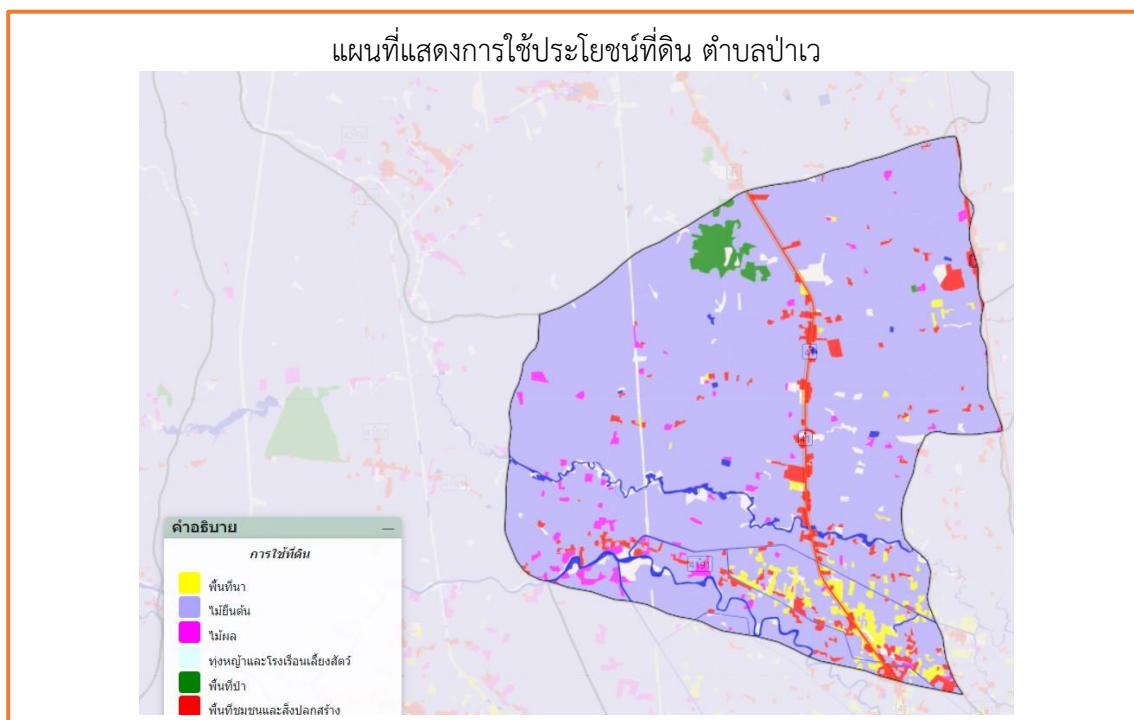 แผนที่แสดงการใช้ประโยชน์ที่ดิน ตำบลป่าเว
41
41
4191
คำอธิบาย
การใช้ที่ดิน
พื้นที่นา
ไม้ยืนต้น
ไม้ผล
ทุ่งหญ้าและโรงเรือนเลี้ยงสัตว์
พื้นที่ป่า
พื้นที่ชุมชนและสิ่งปลูกสร้าง